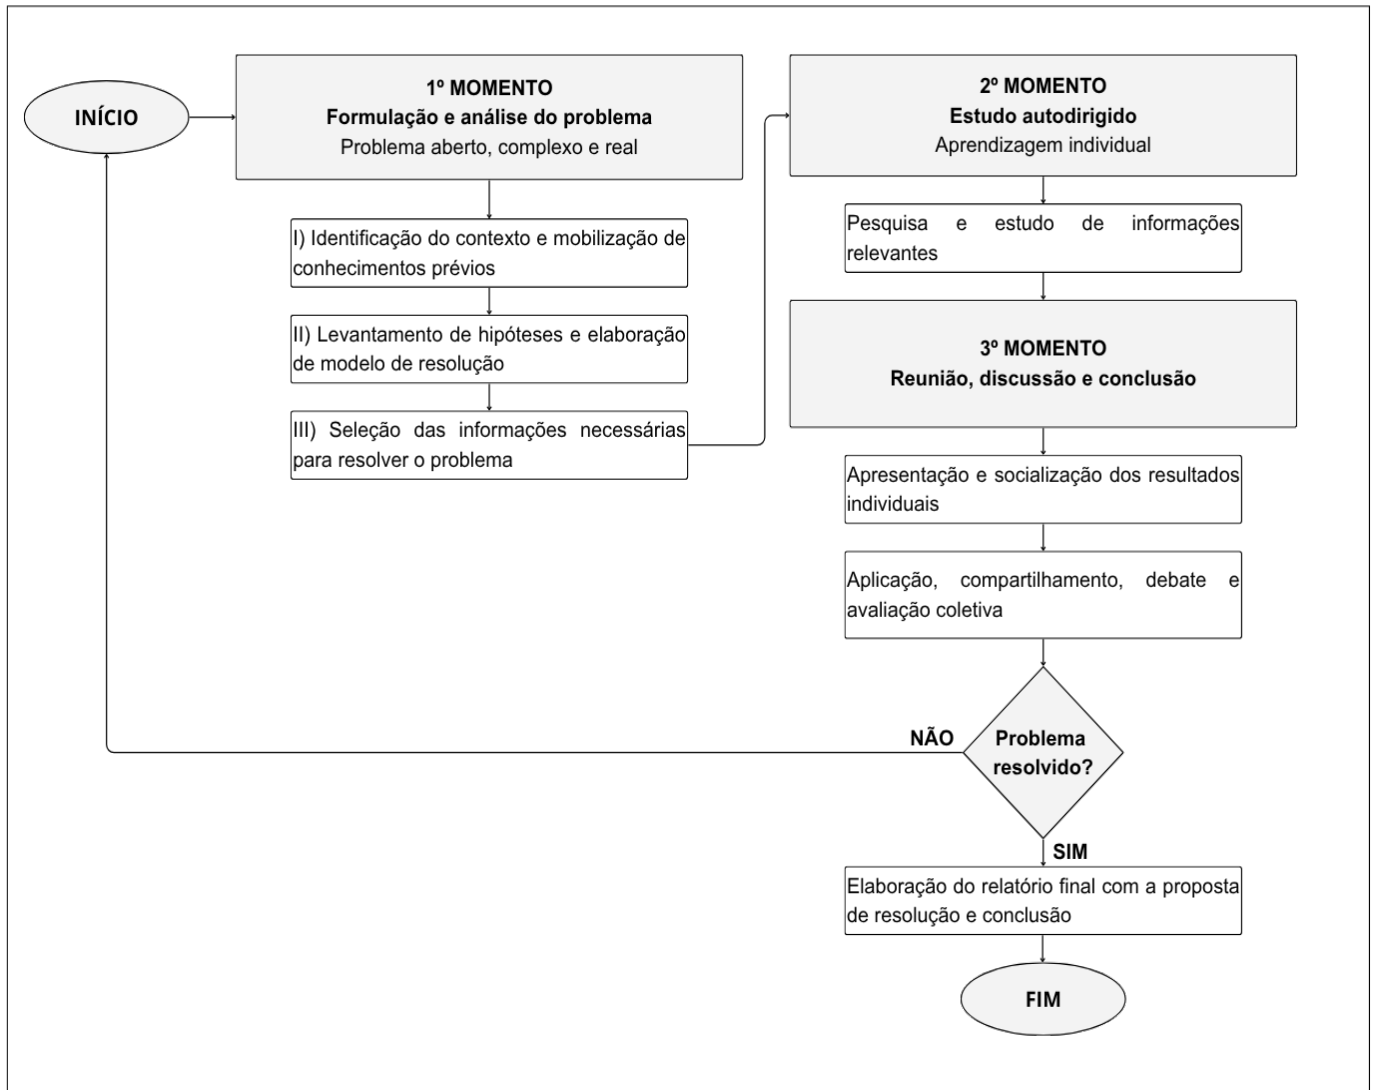 INÍCIO
1º MOMENTO
Formulação e análise do problema
Problema aberto, complexo e real
I) Identificação do contexto e mobilização de
conhecimentos prévios
II) Levantamento de hipóteses e elaboração
de modelo de resolução
III) Seleção das informações necessárias
para resolver o problema
2º MOMENTO
Estudo autodirigido
Aprendizagem individual
Pesquisa e estudo de informações
relevantes
3º MOMENTO
Reunião, discussão e conclusão
Apresentação e socialização dos resultados
individuais
Aplicação, compartilhamento, debate e
avaliação coletiva
Problema
resolvido?
NÃO
SIM
Elaboração do relatório final com a proposta
de resolução e conclusão
FIM